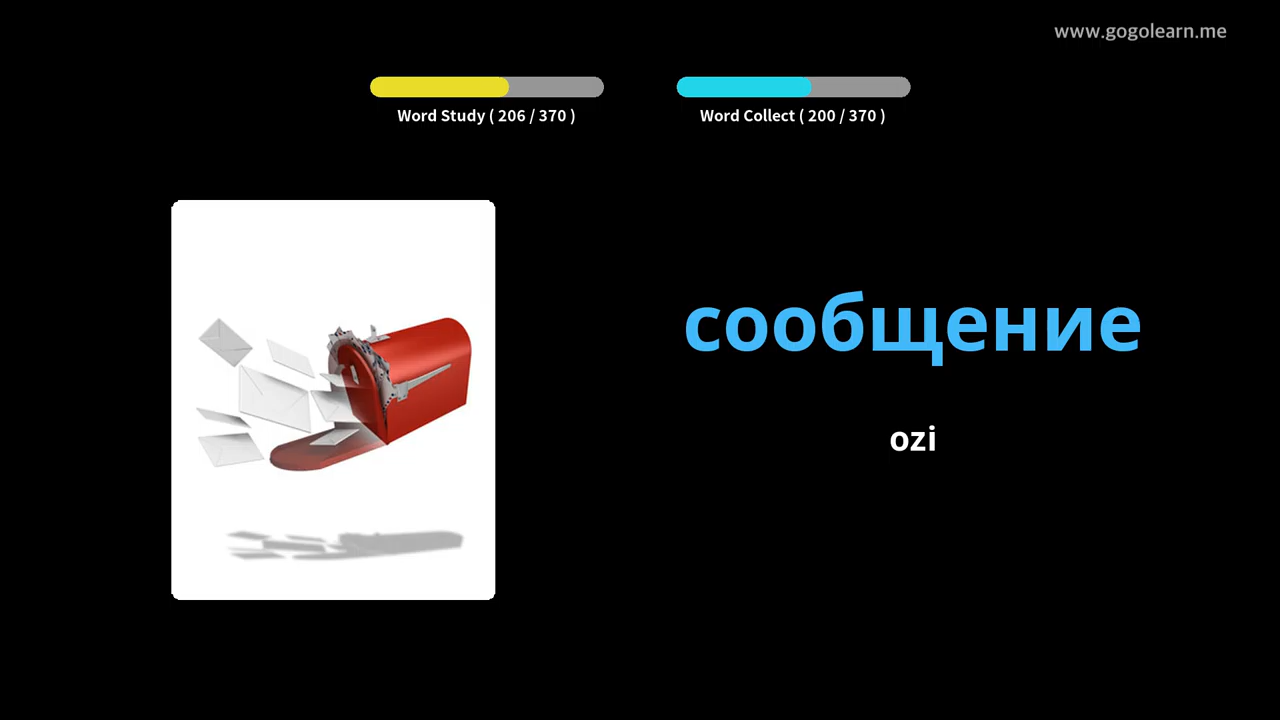 www.gogolearn.me
Word Study ( 206 / 370 )
Word Collect ( 200 / 370 )
сообщение
ozi